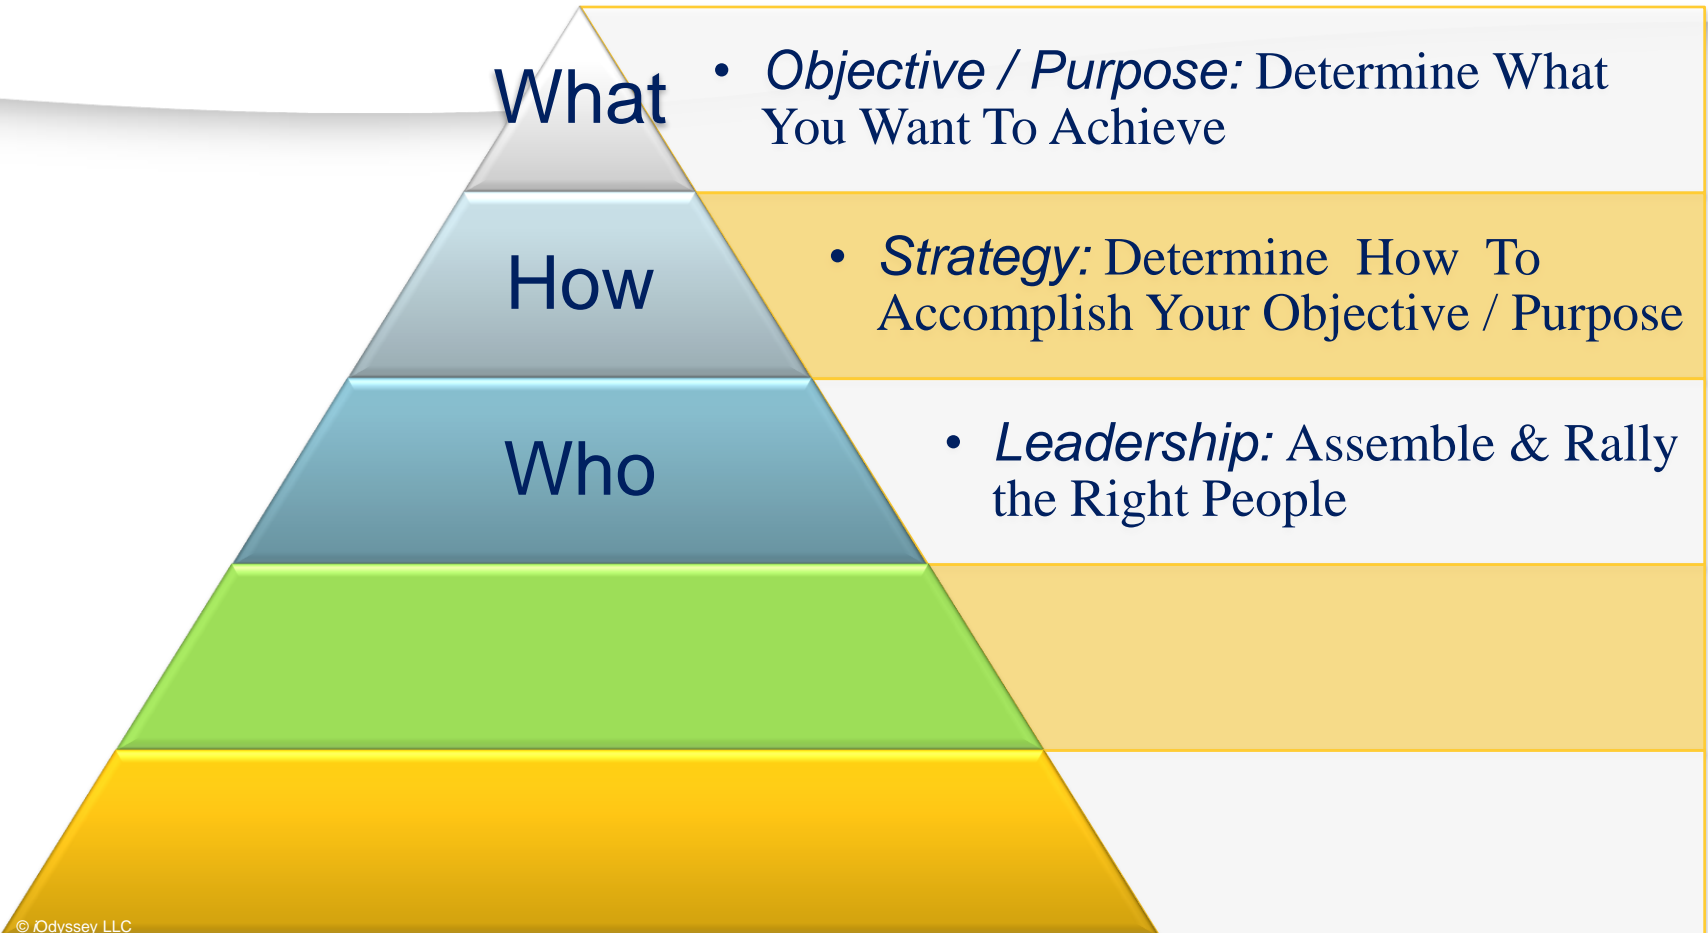 What
• Objective / Purpose: Determine What
You Want To Achieve
How
• Strategy: Determine How To
Accomplish Your Objective / Purpose
Who
• Leadership: Assemble & Rally
the Right People
© iOdyssey LLC